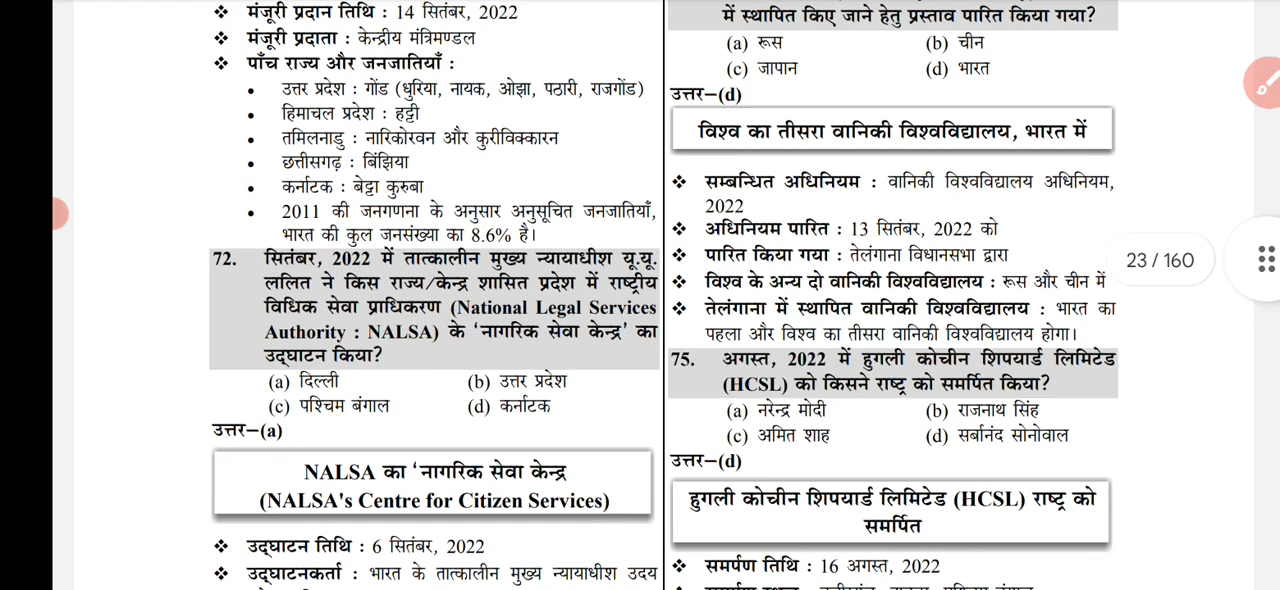 ❖ मंजूरी प्रदान तिथि : 14 सितंबर, 2022
❖ मंजूरी प्रदाता : केन्द्रीय मंत्रिमण्डल
❖ पाँच राज्य और जनजातियाँ :
• उत्तर प्रदेश : गोंड (धुरिया, नायक, ओझा, पठारी, राजगोंड)
• हिमाचल प्रदेश : हट्टी
• तमिलनाडु : नारिकोरवन और कुरीविक्कारन
• छत्तीसगढ़ : बिंझिया
• कर्नाटक : बेट्टा कुरुबा
• 2011 की जनगणना के अनुसार अनुसूचित जनजातियाँ,
भारत की कुल जनसंख्या का 8.6% है।
72. सितंबर, 2022 में तात्कालीन मुख्य न्यायाधीश यू.यू.
ललित ने किस राज्य/केन्द्र शासित प्रदेश में राष्ट्रीय
विधिक सेवा प्राधिकरण (National Legal Services
Authority : NALSA) के ‘नागरिक सेवा केन्द्र’ का
उद्घाटन किया?
(a) दिल्ली (b) उत्तर प्रदेश
(c) पश्चिम बंगाल (d) कर्नाटक
उत्तर–(a)
NALSA का ‘नागरिक सेवा केन्द्र
(NALSA's Centre for Citizen Services)
❖ उद्घाटन तिथि : 6 सितंबर, 2022
❖ उद्घाटनकर्ता : भारत के तात्कालीन मुख्य न्यायाधीश उदय
में स्थापित किए जाने हेतु प्रस्ताव पारित किया गया?
(a) रूस (b) चीन
(c) जापान (d) भारत
उत्तर–(d)
विश्व का तीसरा वानिकी विश्वविद्यालय, भारत में
❖ सम्बन्धित अधिनियम : वानिकी विश्वविद्यालय अधिनियम,
2022
❖ अधिनियम पारित : 13 सितंबर, 2022 को
❖ पारित किया गया : तेलंगाना विधानसभा द्वारा
❖ विश्व के अन्य दो वानिकी विश्वविद्यालय : रूस और चीन में
❖ तेलंगाना में स्थापित वानिकी विश्वविद्यालय : भारत का
पहला और विश्व का तीसरा वानिकी विश्वविद्यालय होगा।
75. अगस्त, 2022 में हुगली कोचीन शिपयार्ड लिमिटेड
(HCSL) को किसने राष्ट्र को समर्पित किया?
(a) नरेन्द्र मोदी (b) राजनाथ सिंह
(c) अमित शाह (d) सर्बानंद सोनोवाल
उत्तर–(d)
हुगली कोचीन शिपयार्ड लिमिटेड (HCSL) राष्ट्र को
समर्पित
❖ समर्पण तिथि : 16 अगस्त, 2022
23 / 160